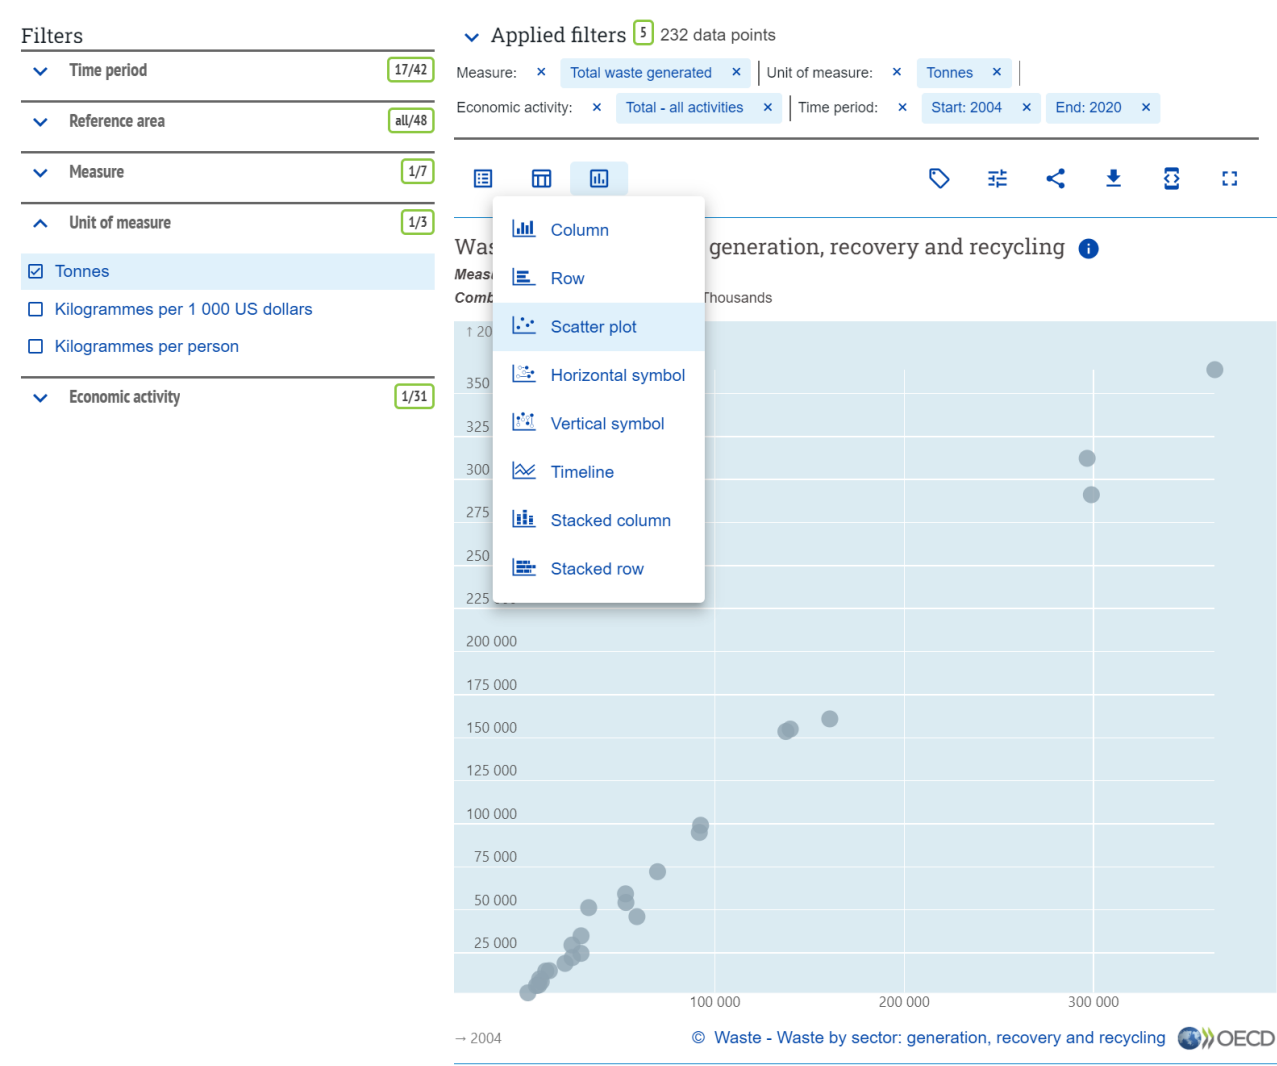 Filters
Time period 17/42
Reference area all/48
Measure 1/7
Unit of measure 1/3
Tonnes
Kilogrammes per 1 000 US dollars
Kilogrammes per person
Economic activity 1/31
Applied filters 5 232 data points
Measure: × Total waste generated × Unit of measure: × Tonnes ×
Economic activity: × Total - all activities × Time period: × Start: 2004 × End: 2020 ×
Column
Row
Scatter plot
Horizontal symbol
Vertical symbol
Timeline
Stacked column
Stacked row
generation, recovery and recycling
Thousands
↑ 20
350
325
300
275
250
225
200 000
175 000
150 000
125 000
100 000
75 000
50 000
25 000
100 000 200 000 300 000
→ 2004
© Waste - Waste by sector: generation, recovery and recycling OECD